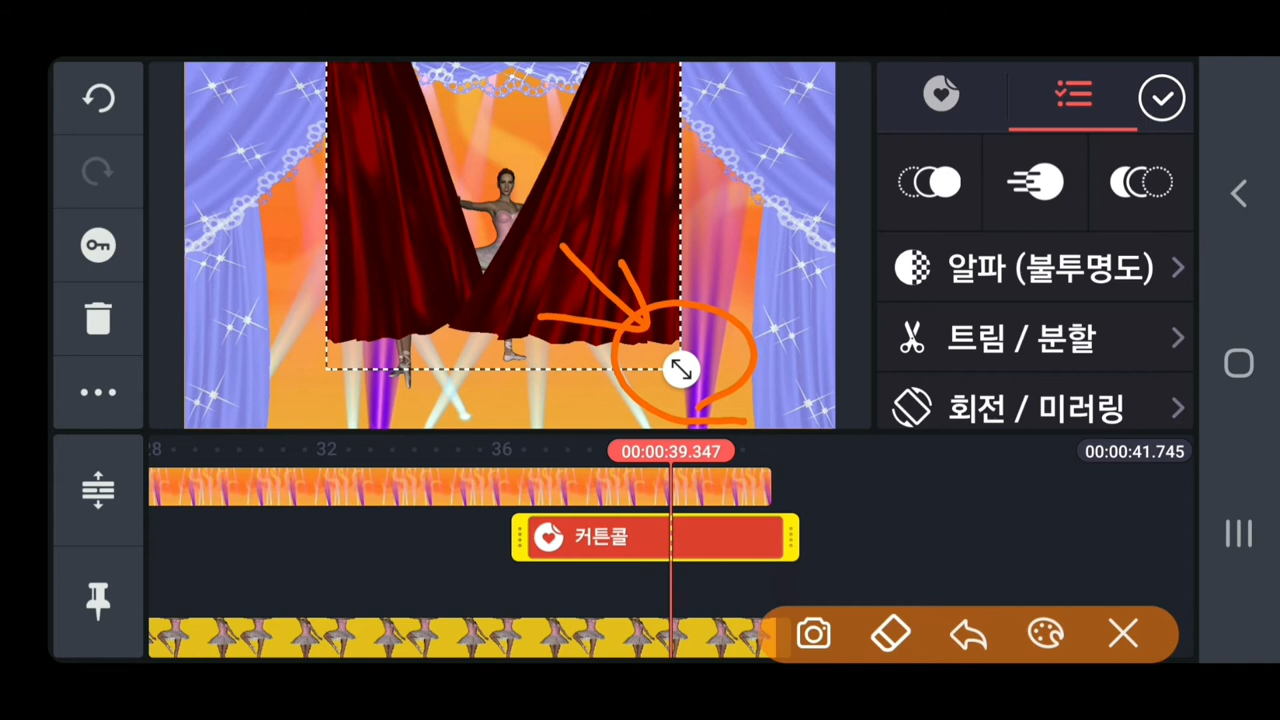 알파 (불투명도)
트림 / 분할
회전 / 미러링
28
32
36
00:00:39.347
00:00:41.745
커튼콜